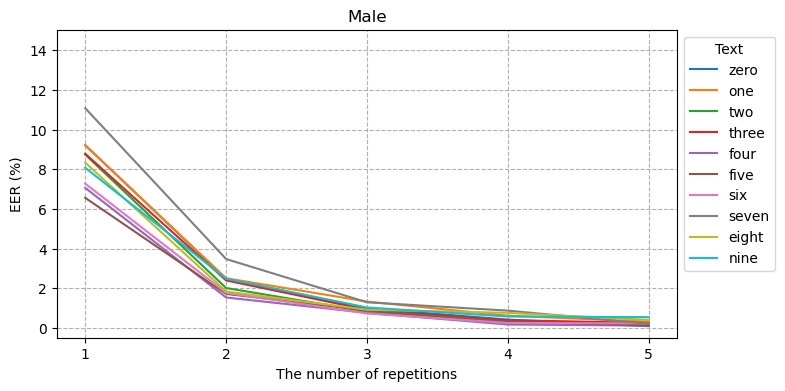 Male
EER (%)
14
12
10
8
6
4
2
0
1 2 3 4 5
The number of repetitions
Text
zero
one
two
three
four
five
six
seven
eight
nine